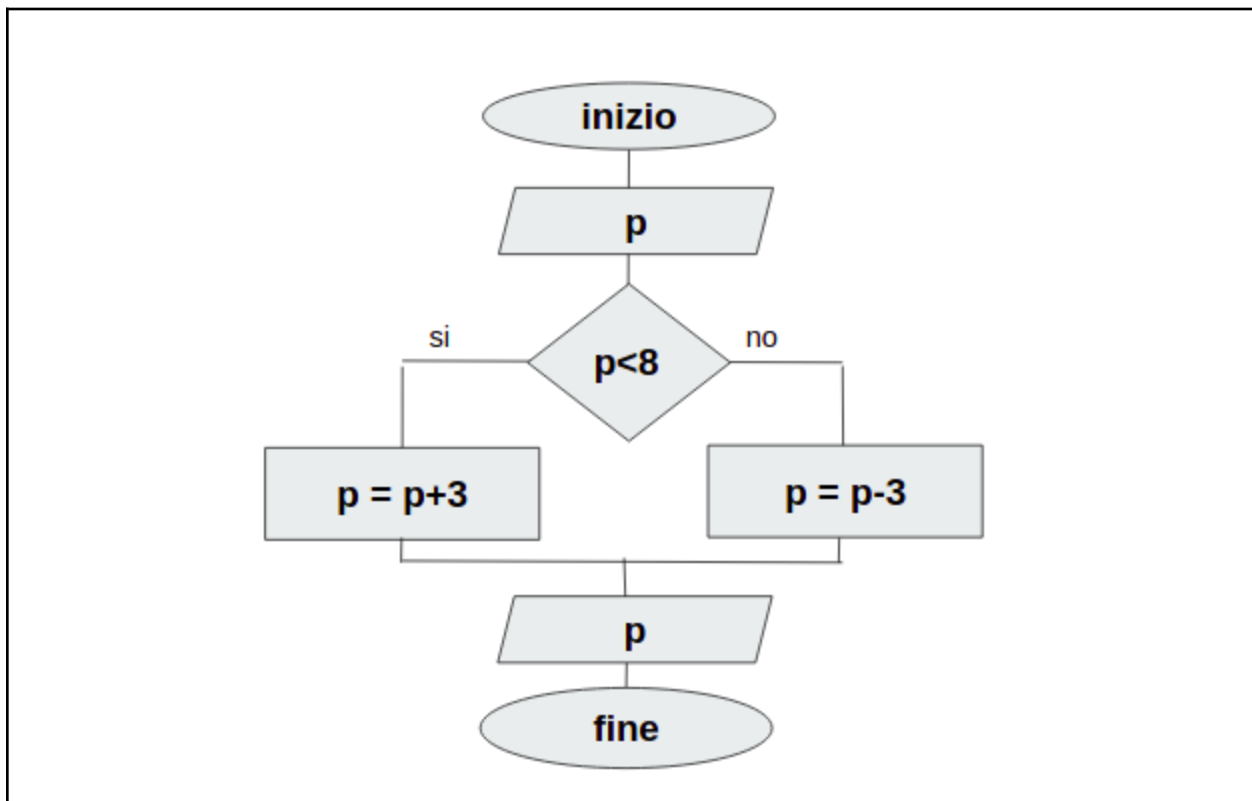 inizio
p
si
no
p<8
p = p+3
p = p-3
p
fine